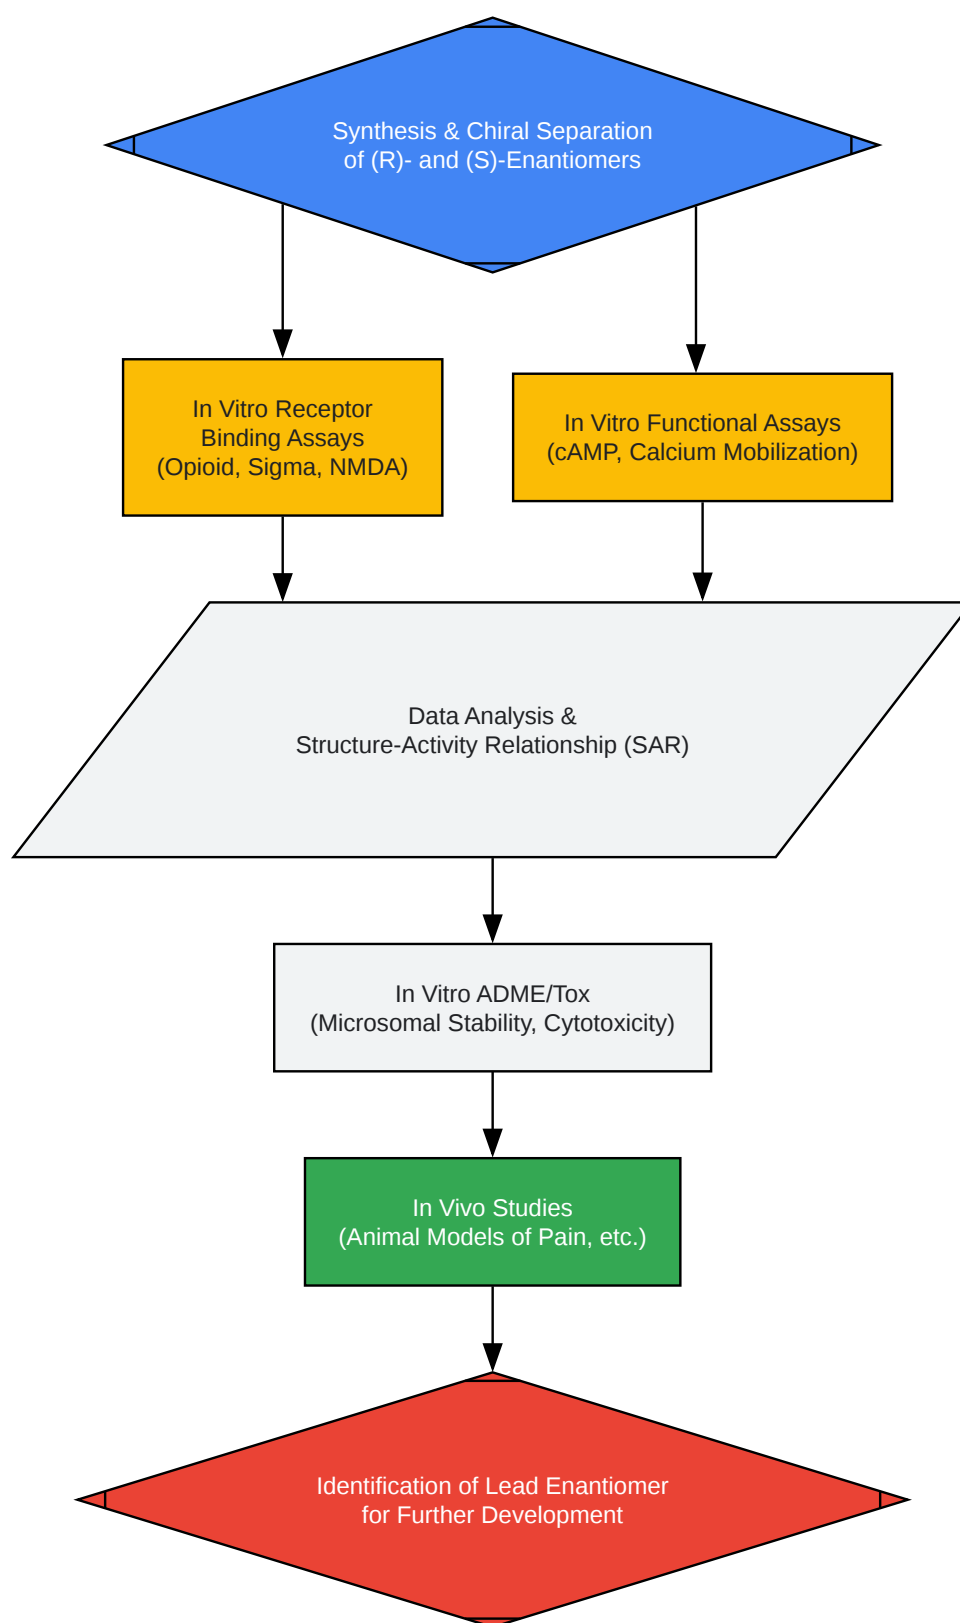 Synthesis & Chiral Separation
of (R)- and (S)-Enantiomers
In Vitro Receptor
Binding Assays
(Opioid, Sigma, NMDA)
In Vitro Functional Assays
(cAMP, Calcium Mobilization)
Data Analysis &
Structure-Activity Relationship (SAR)
In Vitro ADME/Tox
(Microsomal Stability, Cytotoxicity)
In Vivo Studies
(Animal Models of Pain, etc.)
Identification of Lead Enantiomer
for Further Development